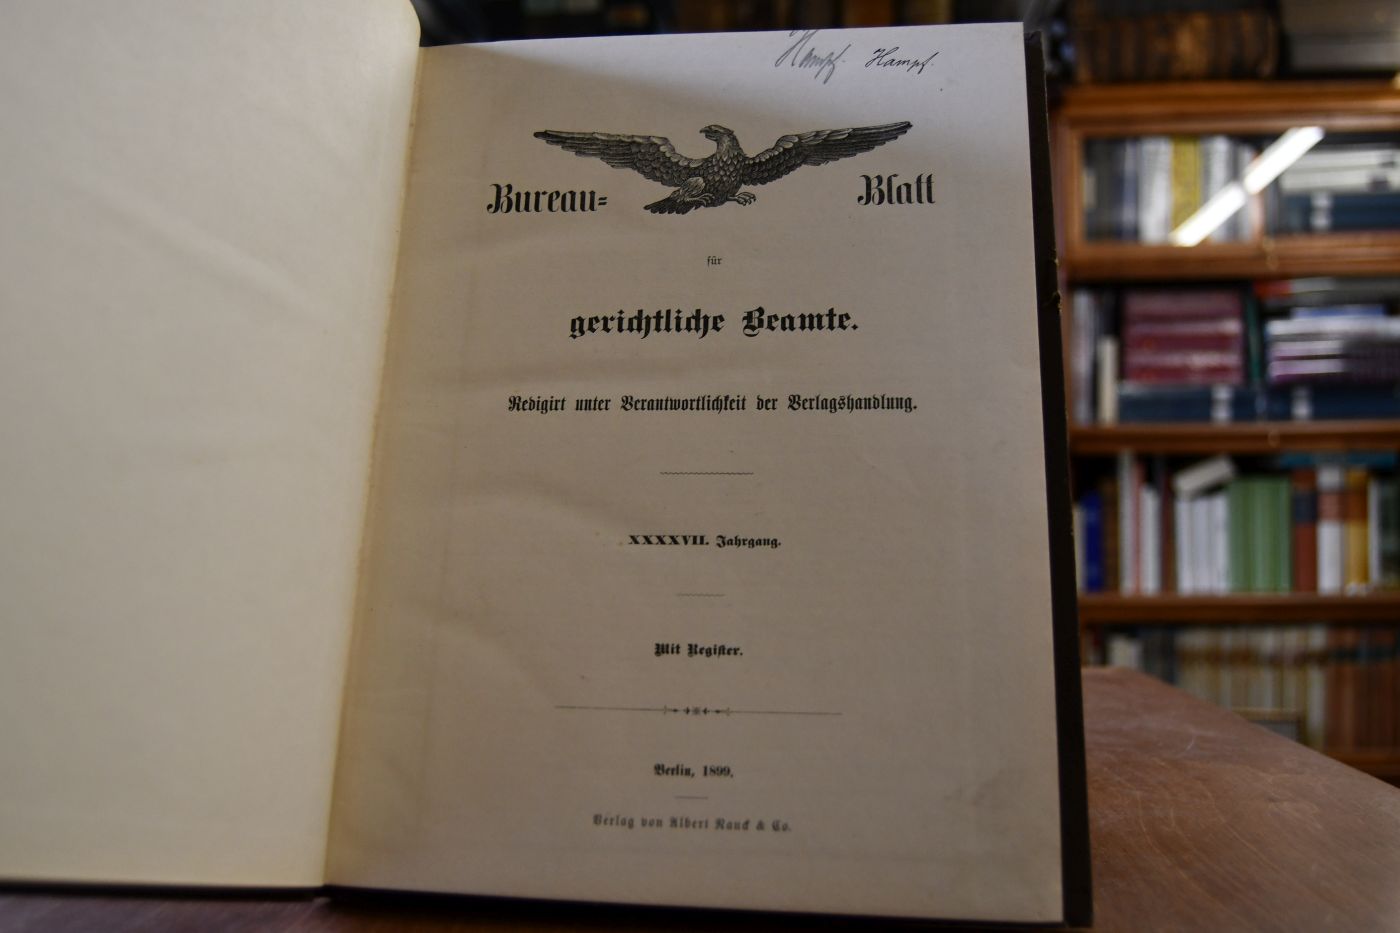 Hampf. Hampf.
Bureau= Blatt
für
gerichtliche Beamte.
Redigirt unter Verantwortlichkeit der Verlagshandlung.
XXXXVII. Jahrgang.
Mit Register.
Berlin, 1899.
Verlag von Albert Nauck & Co.